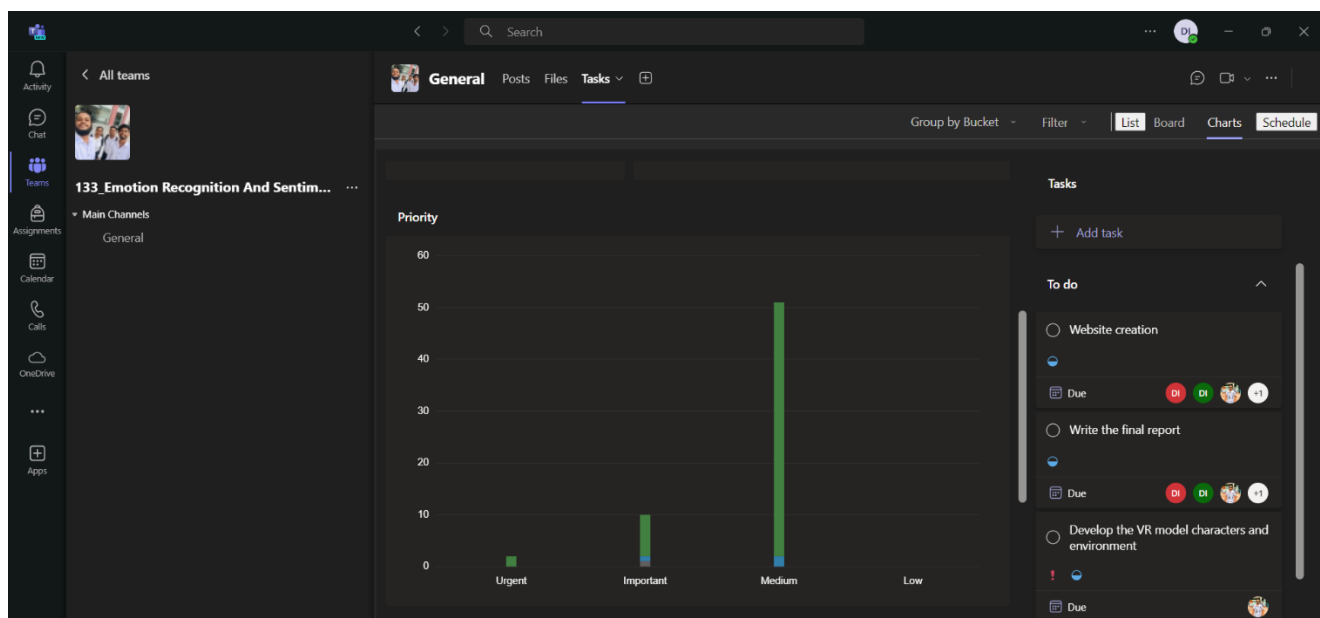 Search
DI
Activity
Chat
Teams
Assignments
Calendar
Calls
OneDrive
Apps
All teams
133_Emotion Recognition And Sentim...
Main Channels
General
General Posts Files Tasks
Group by Bucket Filter List Board Charts Schedule
Priority
60
50
40
30
20
10
0
Urgent Important Medium Low
Tasks
Add task
To do
Website creation
Due DI DI +1
Write the final report
Due DI DI +1
Develop the VR model characters and
environment
Due